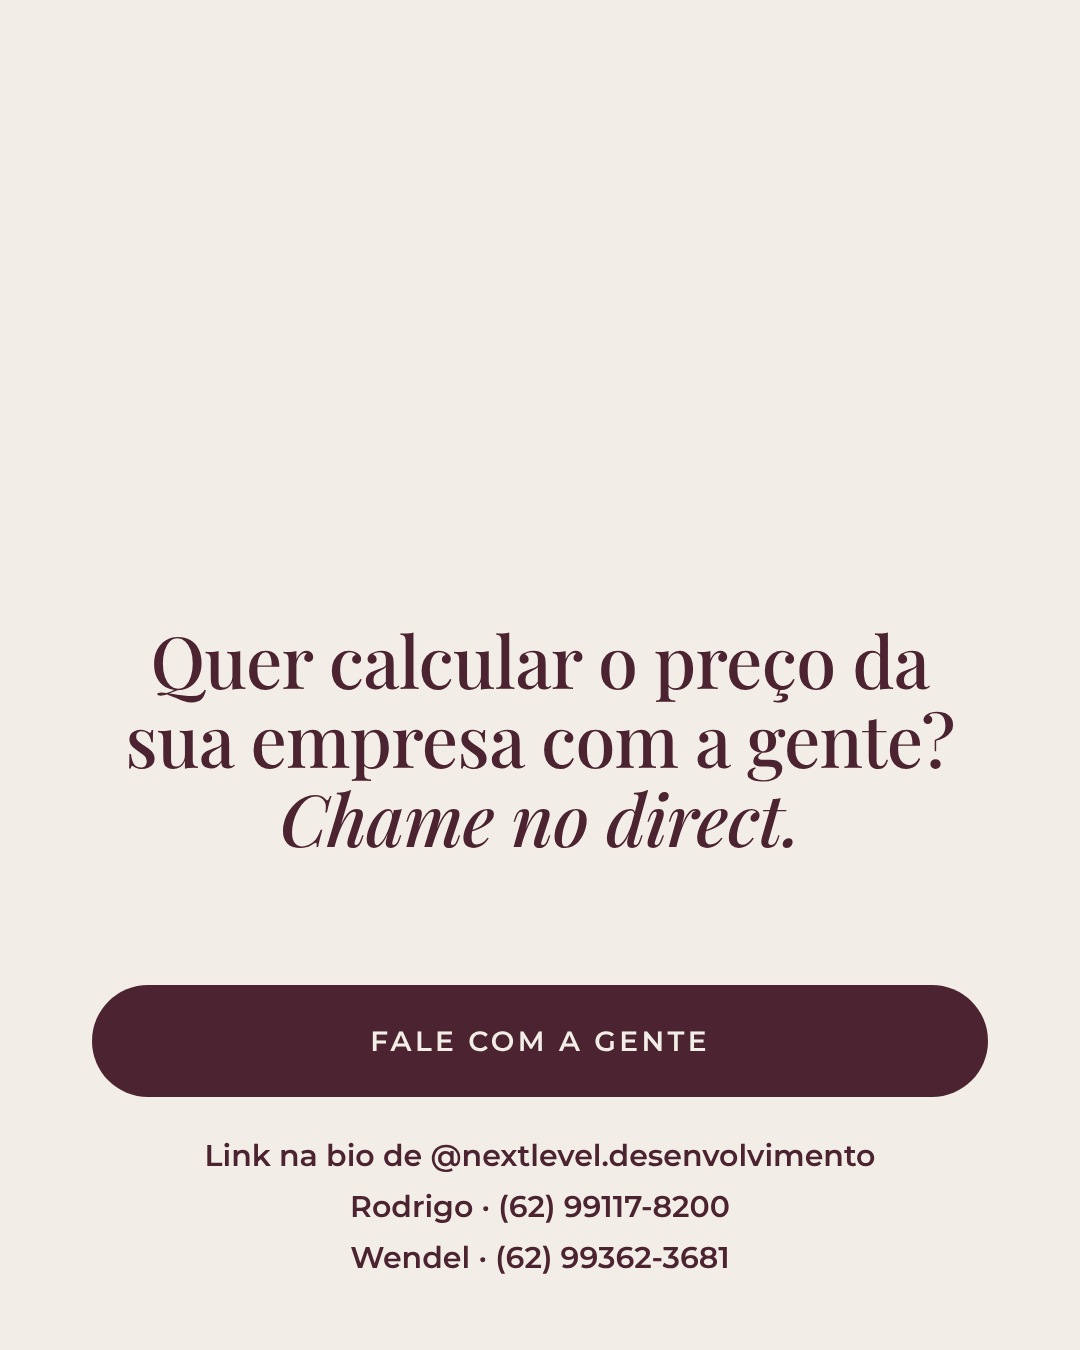 Quer calcular o preço da
sua empresa com a gente?
Chame no direct.
FALE COM A GENTE
Link na bio de @nextlevel.desenvolvimento
Rodrigo · (62) 99117-8200
Wendel · (62) 99362-3681